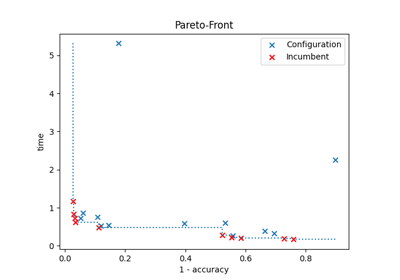 Pareto-Front
Configuration
Incumbent
time
5
4
3
2
1
0
0.0 0.2 0.4 0.6 0.8
1 - accuracy